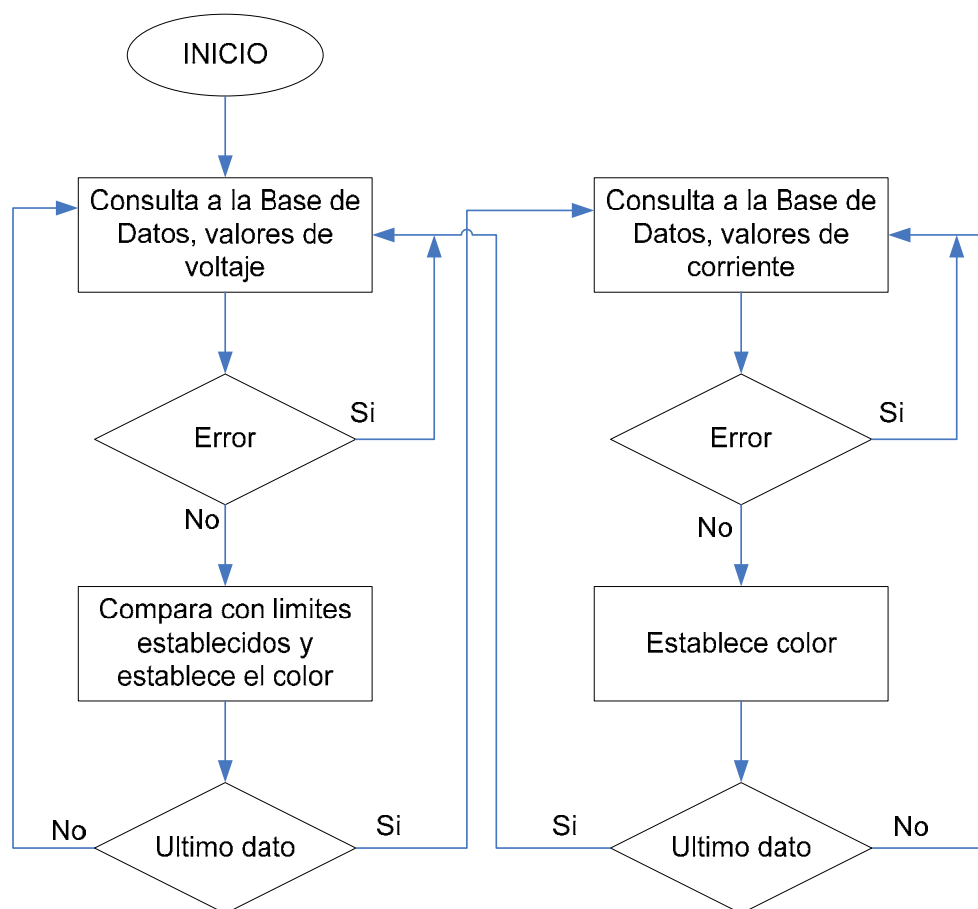 INICIO
Consulta a la Base de
Datos, valores de
voltaje
Error
Si
No
Compara con limites
establecidos y
establece el color
Ultimo dato
No
Si
Consulta a la Base de
Datos, valores de
corriente
Error
Si
No
Establece color
Ultimo dato
Si
No